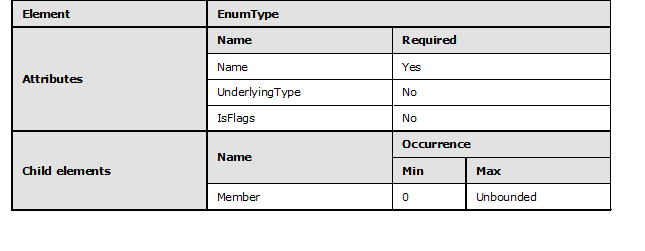 Element EnumType
Attributes
Name Required
Name Yes
UnderlyingType No
IsFlags No
Child elements
Name
Occurrence
Min Max
Member 0 Unbounded